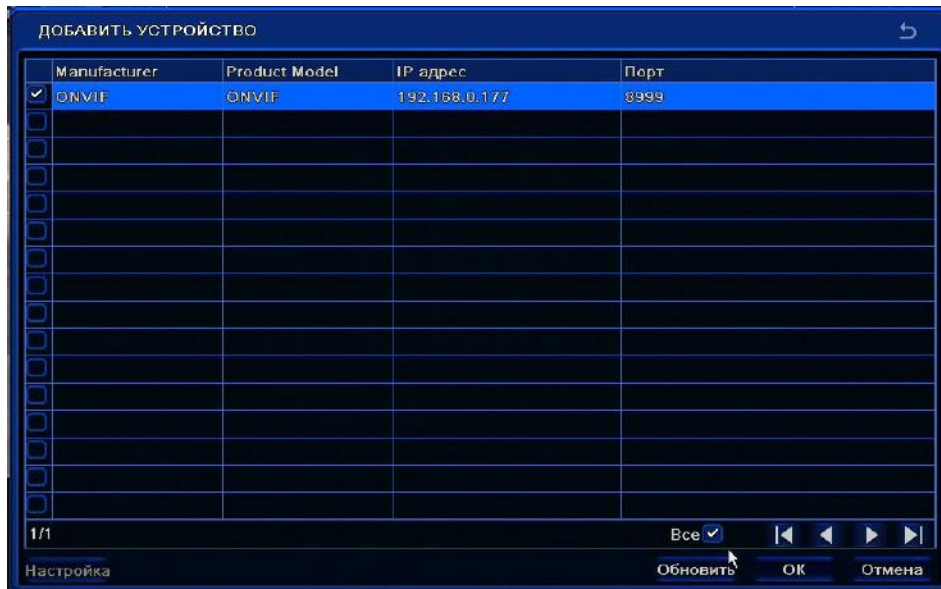 ДОБАВИТЬ УСТРОЙСТВО
Manufacturer Product Model IP адрес Порт
ONVIF ONVIF 192.168.0.177 8999
1/1 Все
Настройка Обновить ОК Отмена